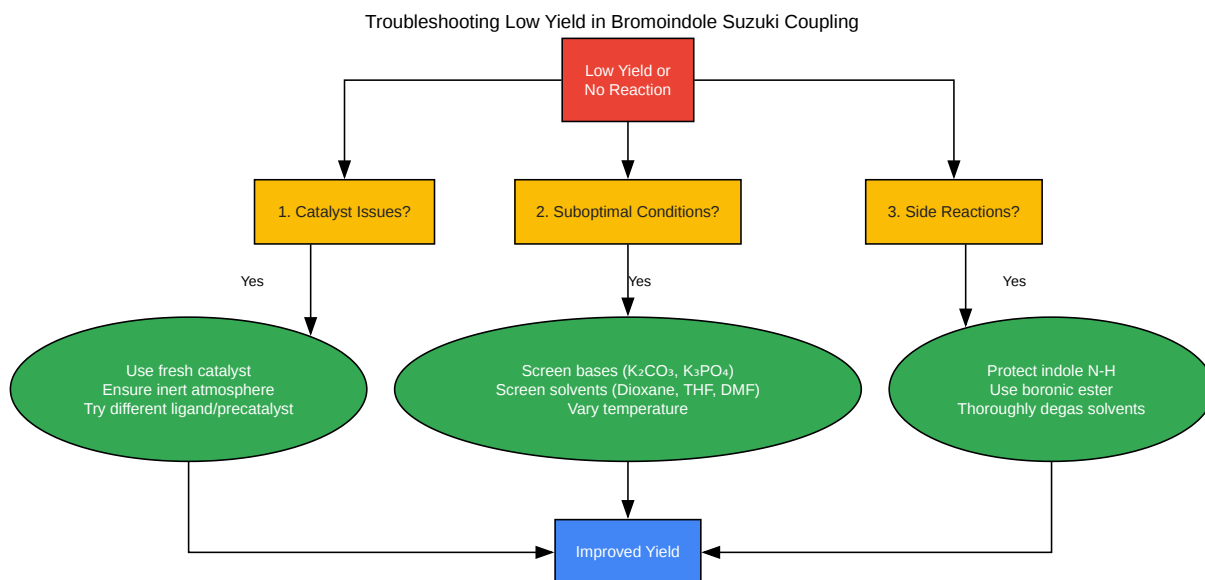 Troubleshooting Low Yield in Bromoindole Suzuki Coupling
Low Yield or
No Reaction
1. Catalyst Issues?
2. Suboptimal Conditions?
3. Side Reactions?
Yes
Yes
Yes
Use fresh catalyst
Ensure inert atmosphere
Try different ligand/precatalyst
Screen bases (K₂CO₃, K₃PO₄)
Screen solvents (Dioxane, THF, DMF)
Vary temperature
Protect indole N-H
Use boronic ester
Thoroughly degas solvents
Improved Yield